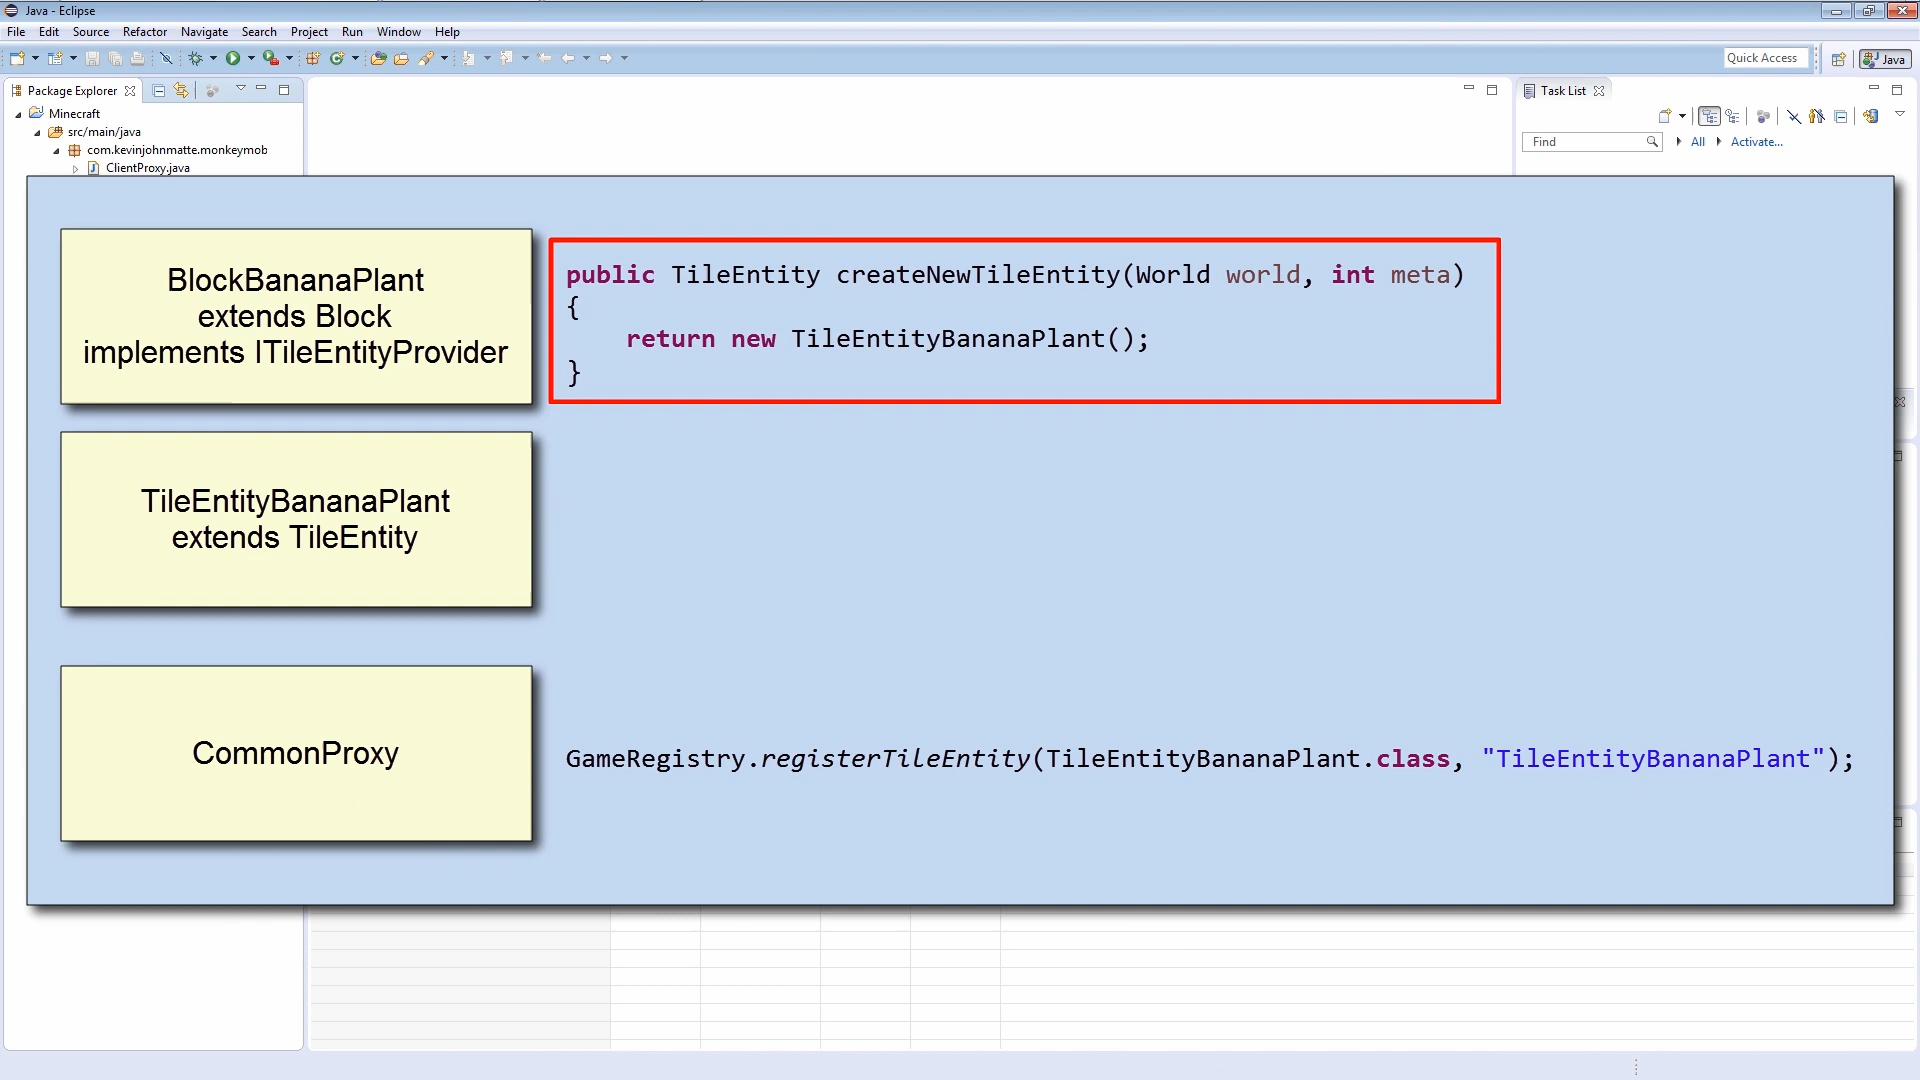 Java - Eclipse
File Edit Source Refactor Navigate Search Project Run Window Help
Quick Access
Java
Package Explorer
Task List
Minecraft
src/main/java
com.kevinjohnmatte.monkeymob
ClientProxy.java
Find
All
Activate...
BlockBananaPlant
extends Block
implements ITileEntityProvider
public TileEntity createNewTileEntity(World world, int meta)
{
return new TileEntityBananaPlant();
}
TileEntityBananaPlant
extends TileEntity
CommonProxy
GameRegistry.registerTileEntity(TileEntityBananaPlant.class, "TileEntityBananaPlant");